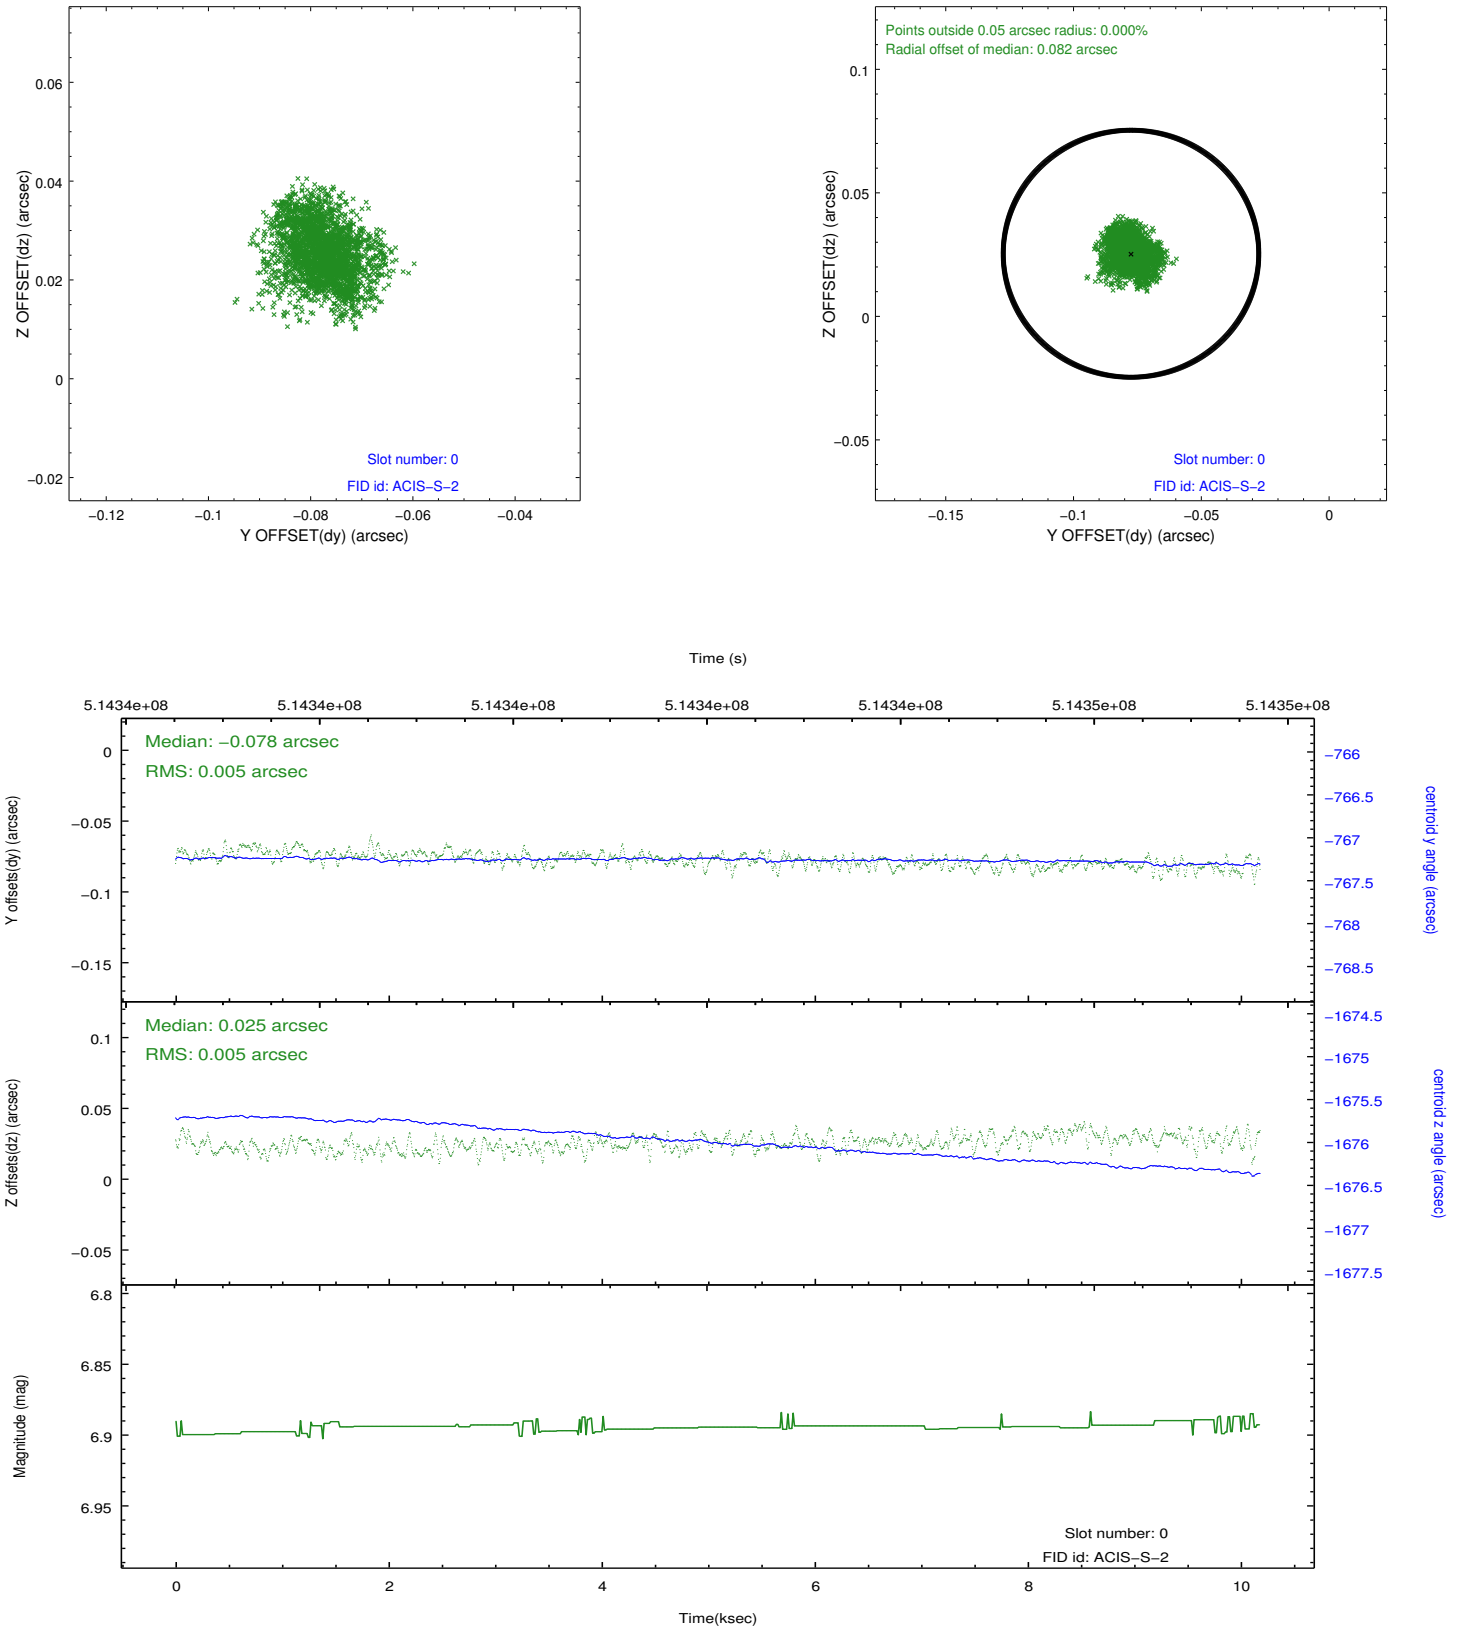 0.06
0.04
0.02
0
−0.02
Z OFFSET(dz) (arcsec)
Slot number: 0
FID id: ACIS−S−2
−0.12 −0.1 −0.08 −0.06 −0.04
Y OFFSET(dy) (arcsec)
Points outside 0.05 arcsec radius: 0.000%
Radial offset of median: 0.082 arcsec
0.1
0.05
0
−0.05
Z OFFSET(dz) (arcsec)
Slot number: 0
FID id: ACIS−S−2
−0.15 −0.1 −0.05 0
Y OFFSET(dy) (arcsec)
Time (s)
5.1434e+08 5.1434e+08 5.1434e+08 5.1434e+08 5.1434e+08 5.1435e+08 5.1435e+08
Median: −0.078 arcsec
RMS: 0.005 arcsec
0
−0.05
−0.1
−0.15
Y offsets(dy) (arcsec)
−766
−766.5
−767
−767.5
−768
−768.5
centroid y angle (arcsec)
Median: 0.025 arcsec
RMS: 0.005 arcsec
0.1
0.05
0
−0.05
Z offsets(dz) (arcsec)
−1674.5
−1675
−1675.5
−1676
−1676.5
−1677
−1677.5
centroid z angle (arcsec)
6.8
6.85
6.9
6.95
Magnitude (mag)
Slot number: 0
FID id: ACIS−S−2
0 2 4 6 8 10
Time(ksec)